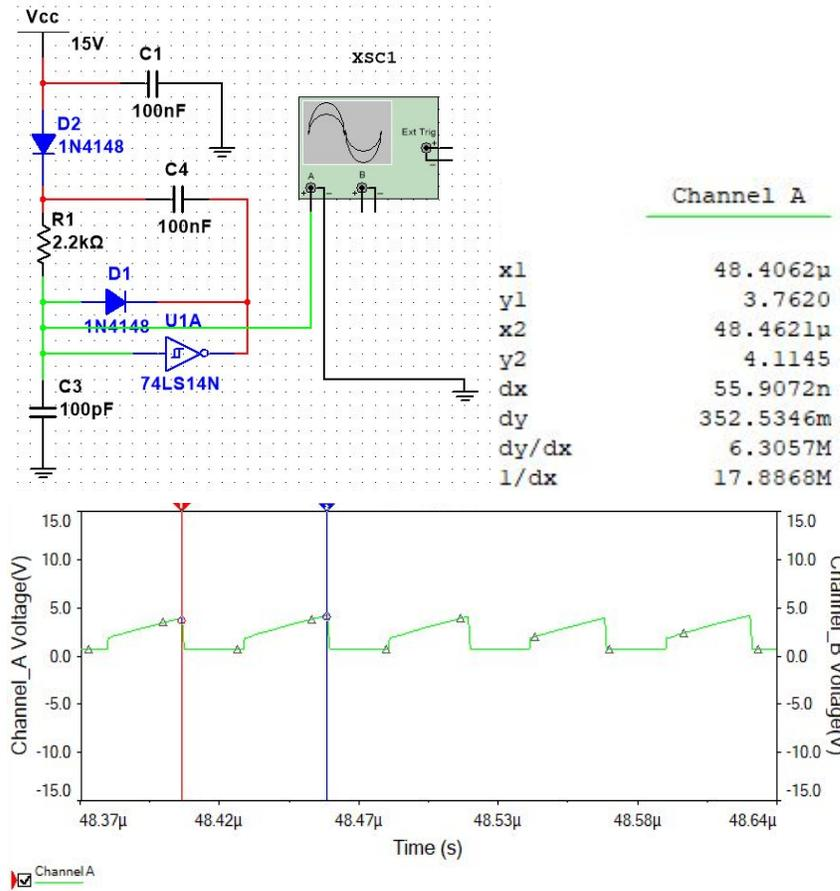 Vcc
15V
C1
100nF
D2
1N4148
C4
100nF
R1
2.2kΩ
D1
1N4148
U1A
74LS14N
C3
100pF
XSC1
Ext Trig
+
–
A
B
+ – + –
Channel A
x1 48.4062µ
y1 3.7620
x2 48.4621µ
y2 4.1145
dx 55.9072n
dy 352.5346m
dy/dx 6.3057M
1/dx 17.8868M
Channel_A Voltage(V)
15.0
10.0
5.0
0.0
-5.0
-10.0
-15.0
15.0
10.0
5.0
0.0
-5.0
-10.0
-15.0
Channel_B Voltage(V)
48.37µ 48.42µ 48.47µ 48.53µ 48.58µ 48.64µ
Time (s)
Channel A